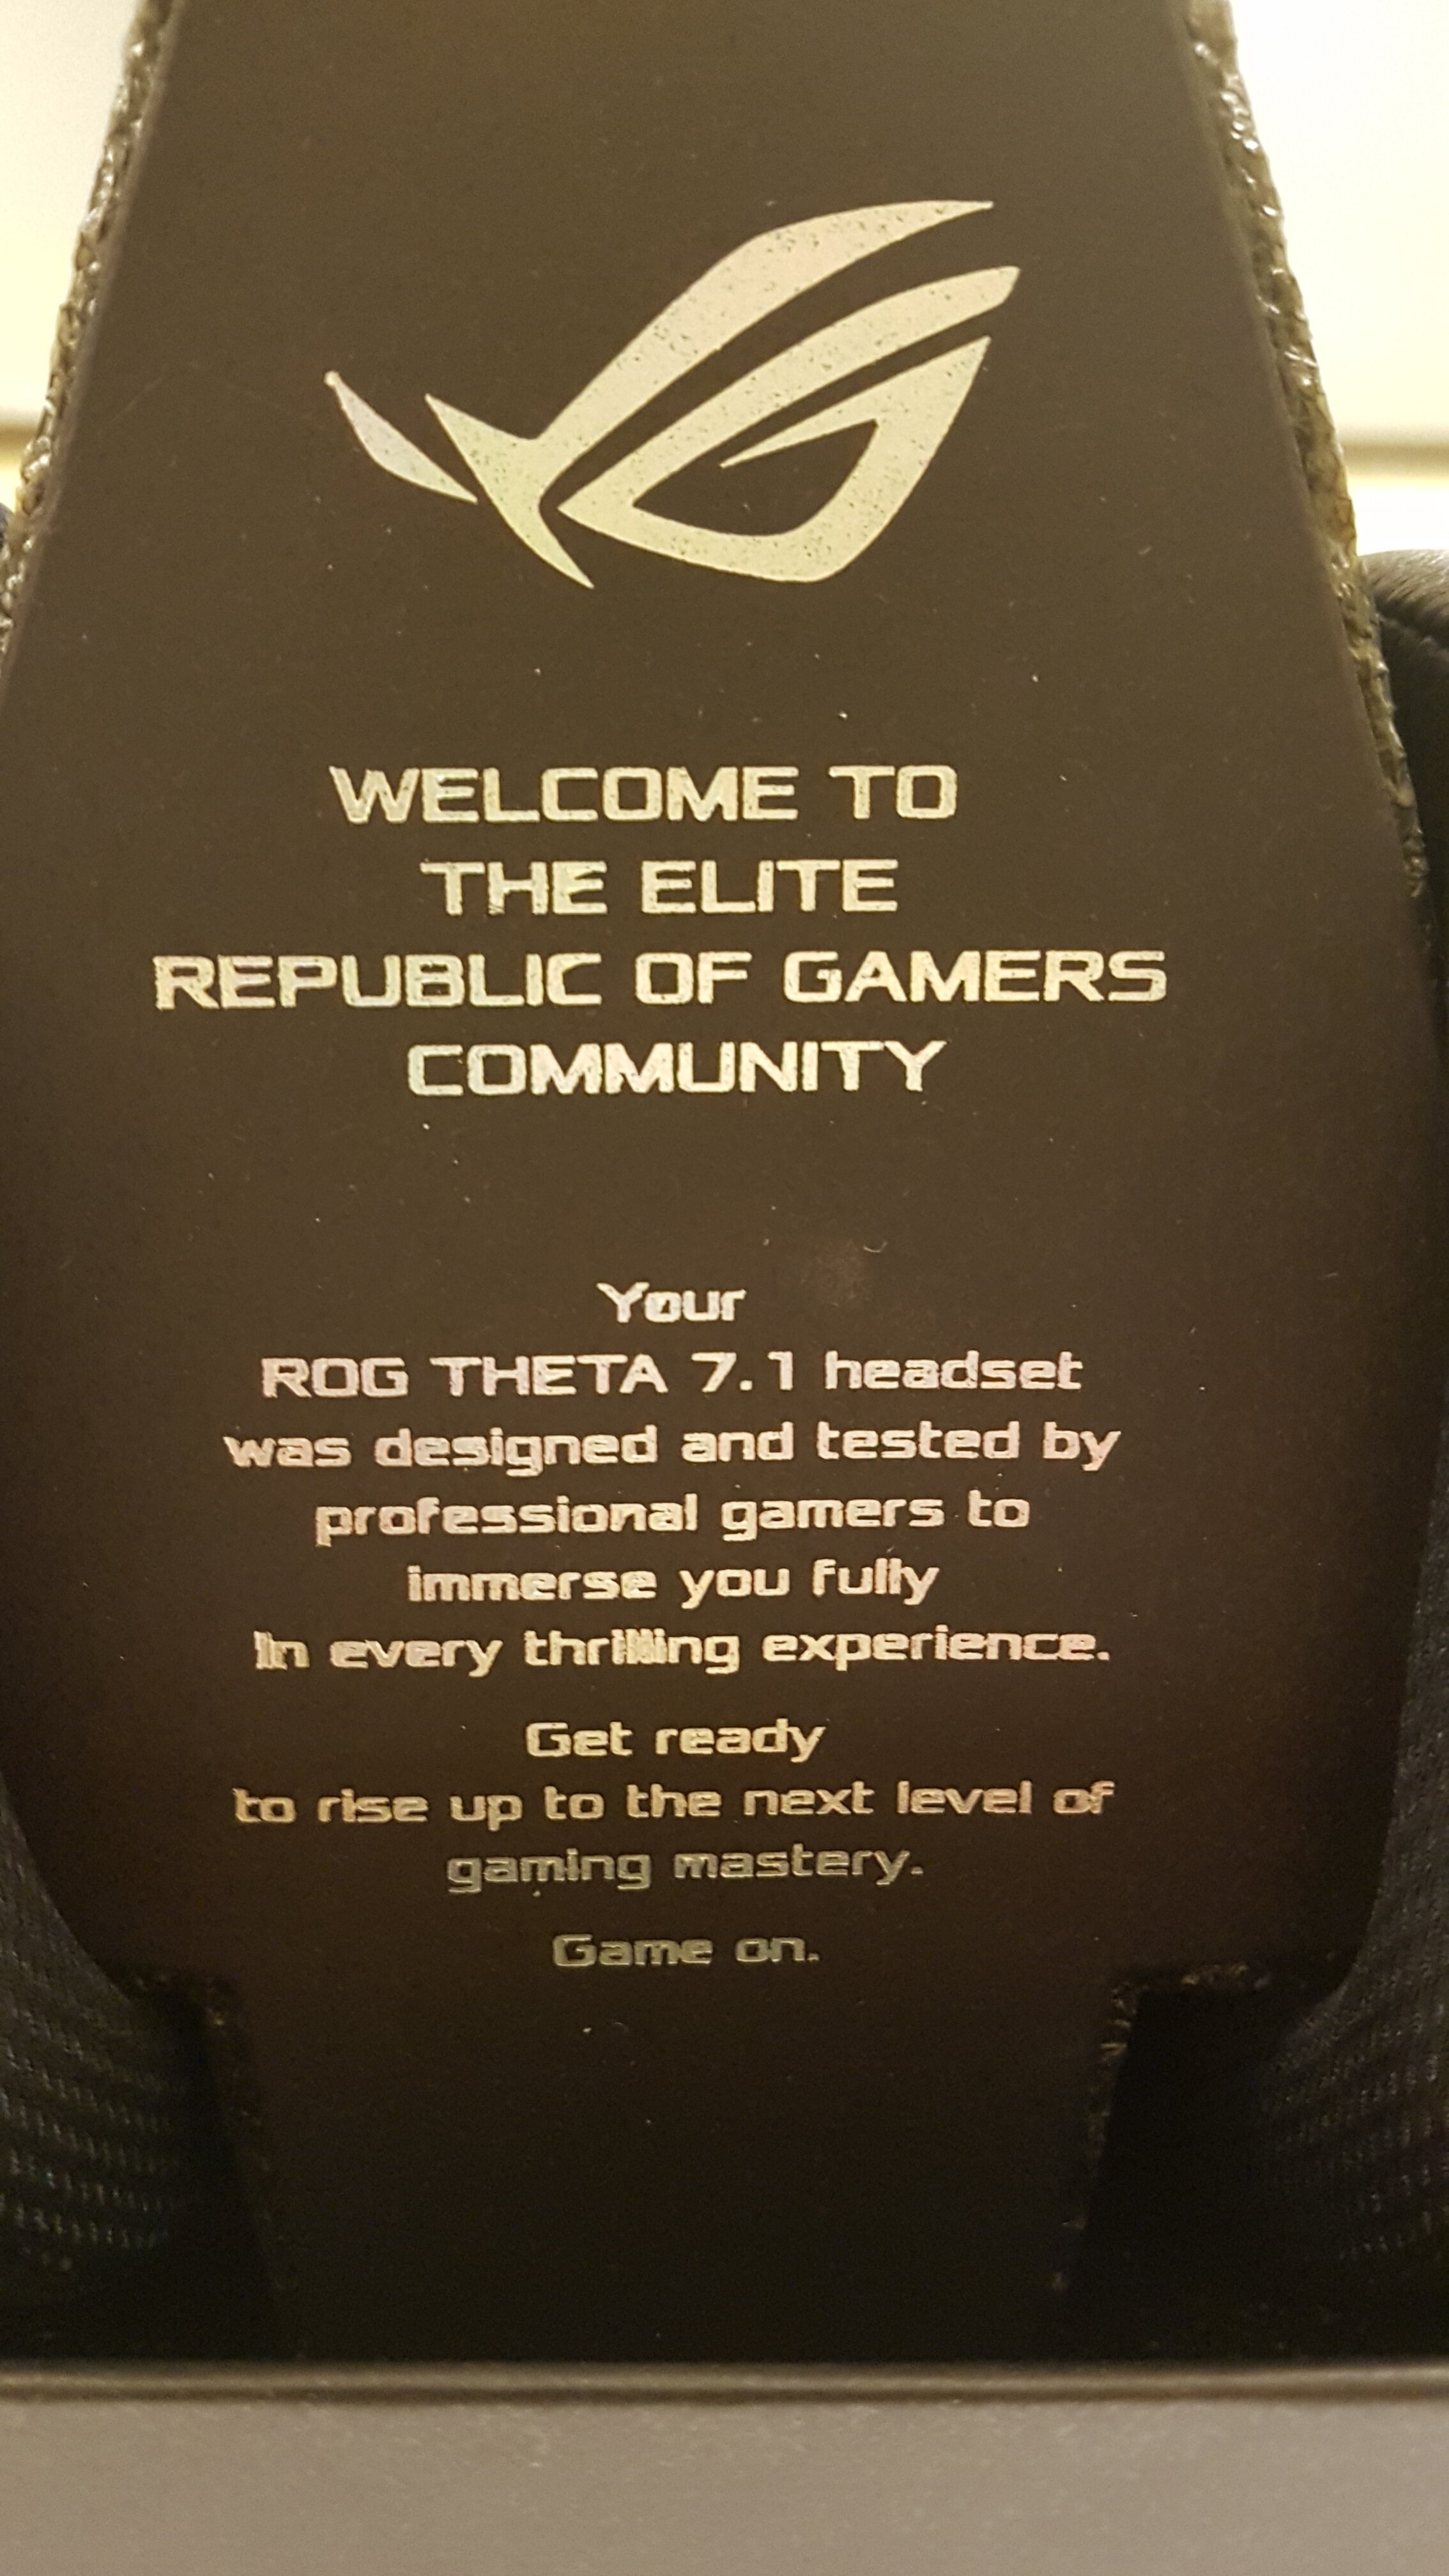 WELCOME TO
THE ELITE
REPUBLIC OF GAMERS
COMMUNITY
Your
ROG THETA 7.1 headset
was designed and tested by
professional gamers to
immerse you fully
In every thrilling experience.
Get ready
to rise up to the next level of
gaming mastery.
Game on.